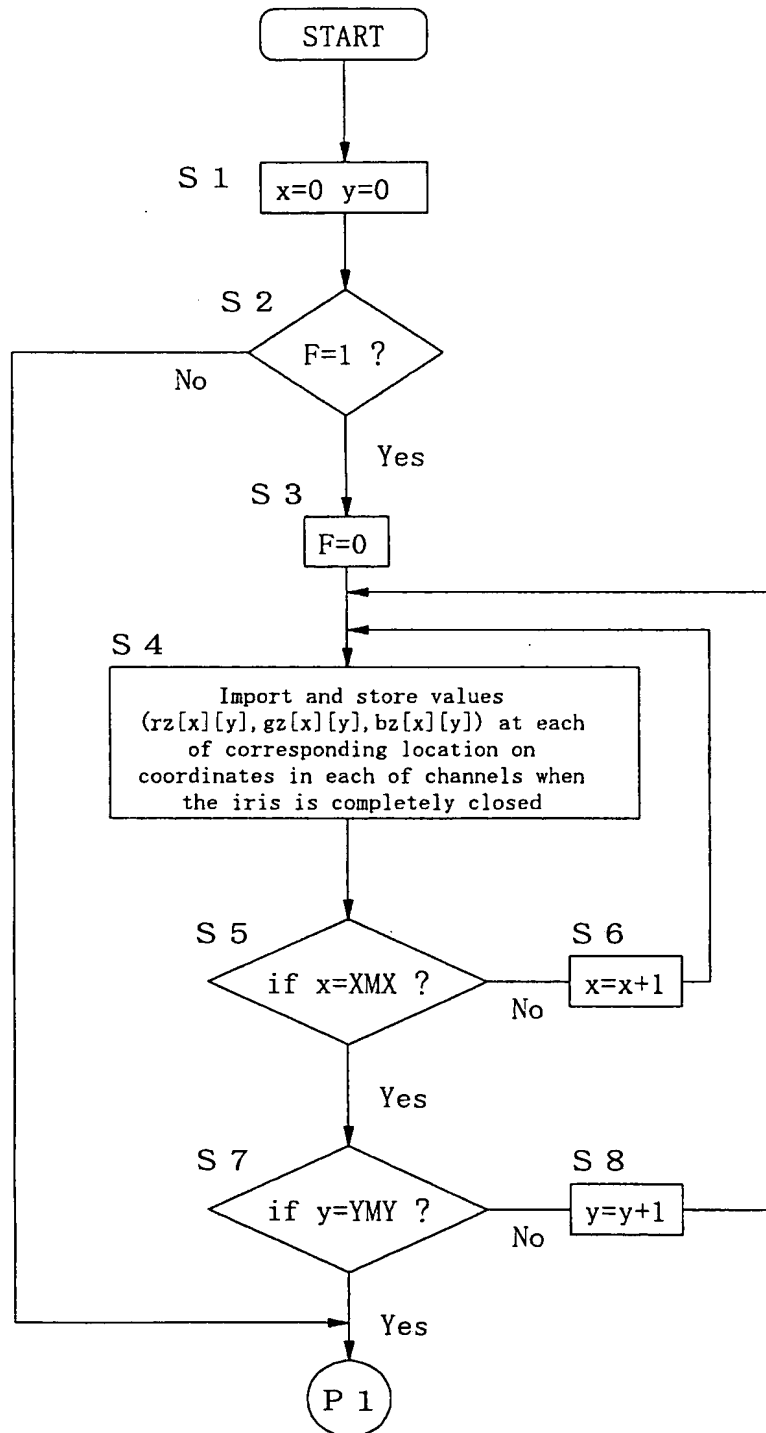 START
S 1
x=0 y=0
S 2
F=1 ?
No
Yes
S 3
F=0
S 4
Import and store values
(rz[x][y],gz[x][y],bz[x][y]) at each
of corresponding location on
coordinates in each of channels when
the iris is completely closed
S 5
if x=XMX ?
No
S 6
x=x+1
Yes
S 7
if y=YMY ?
No
S 8
y=y+1
Yes
P 1